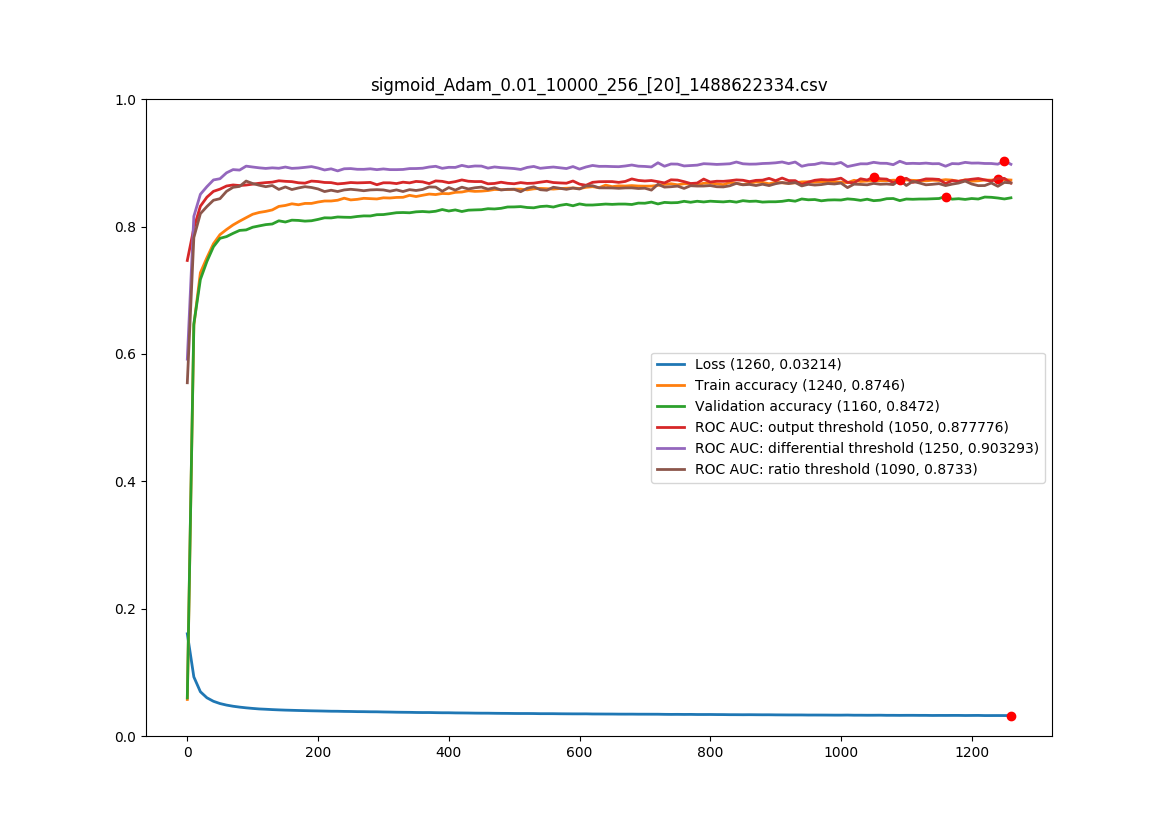 sigmoid_Adam_0.01_10000_256_[20]_1488622334.csv
1.0
0.8
0.6
0.4
0.2
0.0
Loss (1260, 0.03214)
Train accuracy (1240, 0.8746)
Validation accuracy (1160, 0.8472)
ROC AUC: output threshold (1050, 0.877776)
ROC AUC: differential threshold (1250, 0.903293)
ROC AUC: ratio threshold (1090, 0.8733)
0 200 400 600 800 1000 1200